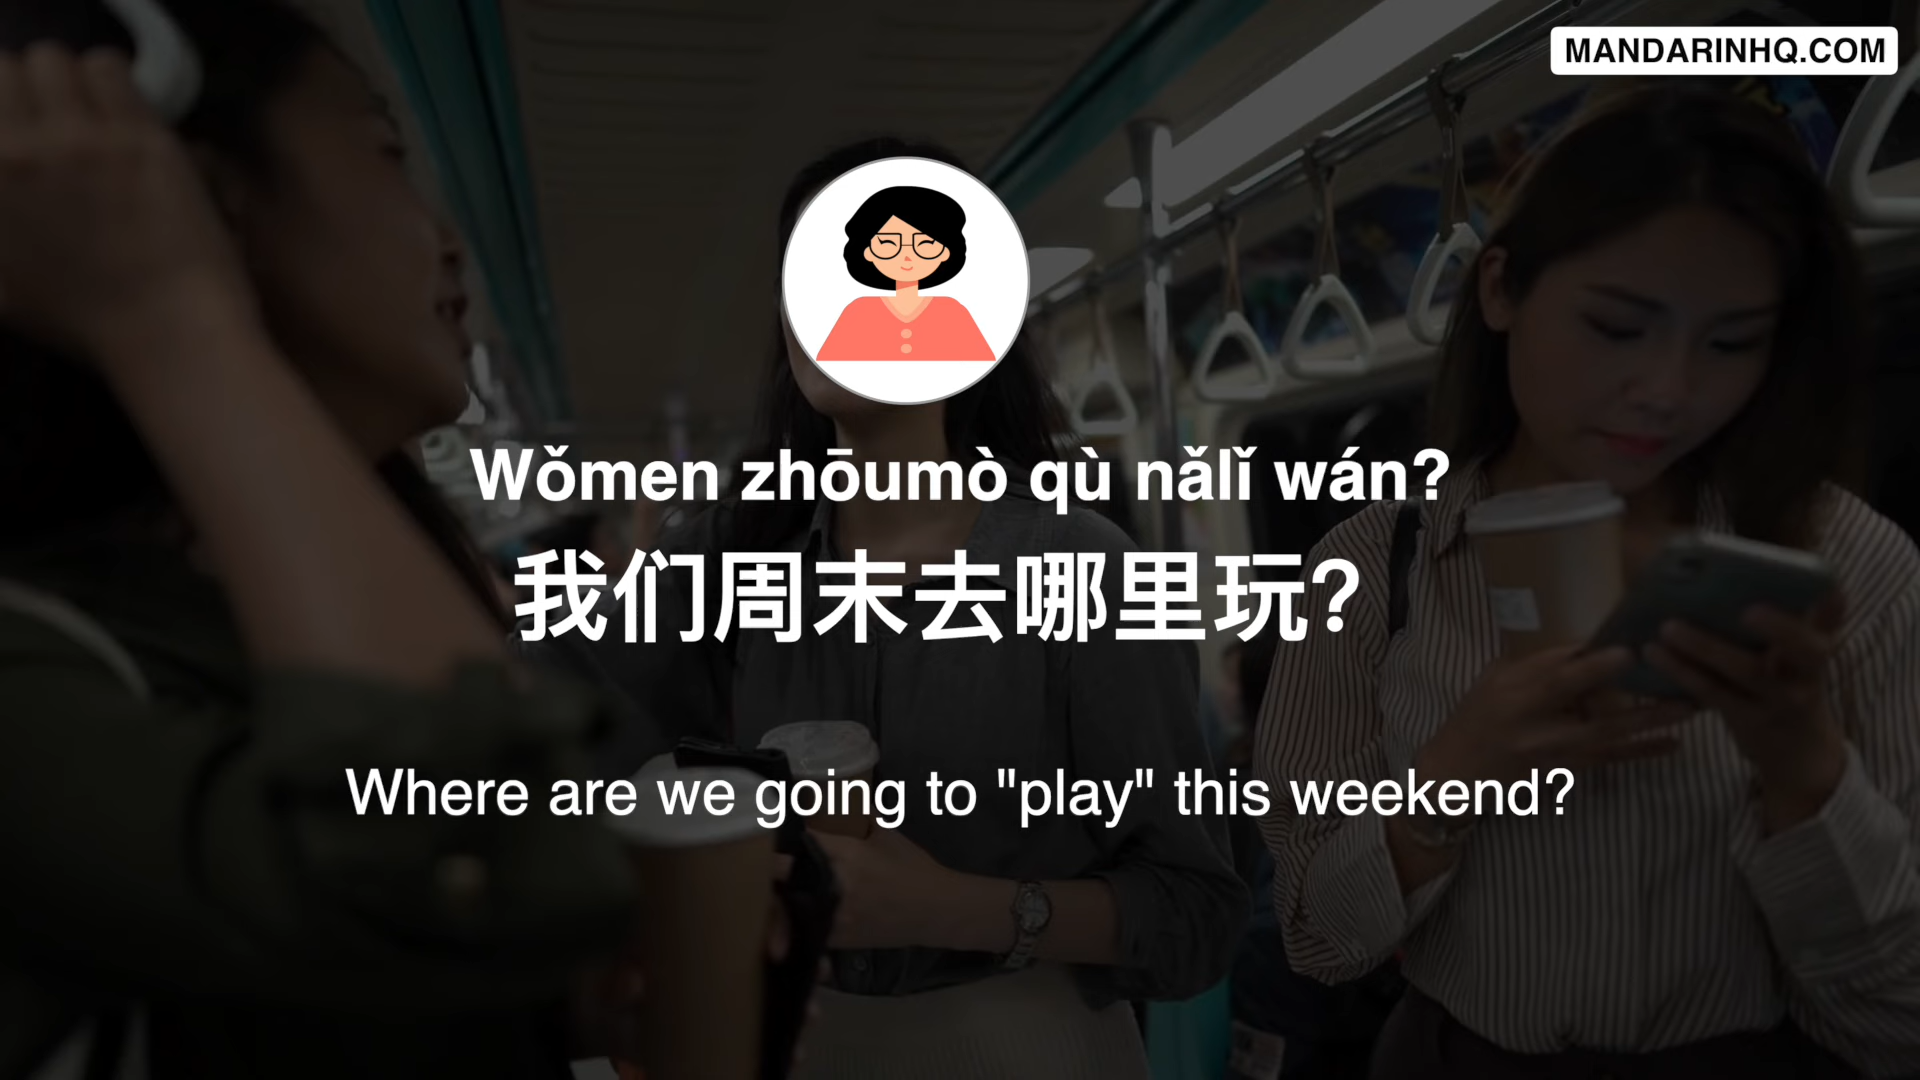 MANDARINHQ.COM
Wǒmen zhōumò qù nǎlǐ wán?
我们周末去哪里玩?
Where are we going to "play" this weekend?